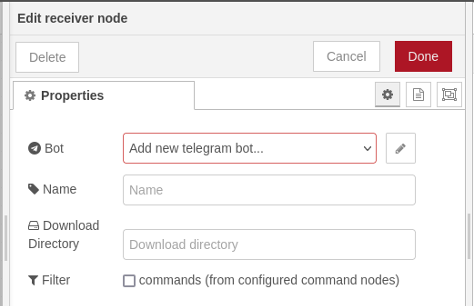 Edit receiver node
Delete
Cancel
Done
Properties
Bot
Add new telegram bot...
Name
Name
Download
Directory
Download directory
Filter
commands (from configured command nodes)